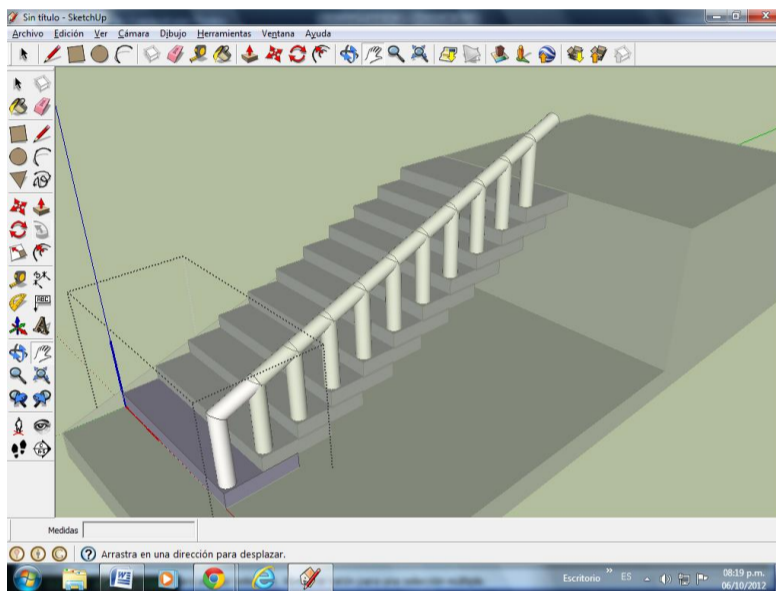 Sin título - SketchUp
Archivo Edición Ver Cámara Dibujo Herramientas Ventana Ayuda
ABC
Medidas
Arrastra en una dirección para desplazar.
Escritorio » ES 08:19 p.m.
06/10/2012